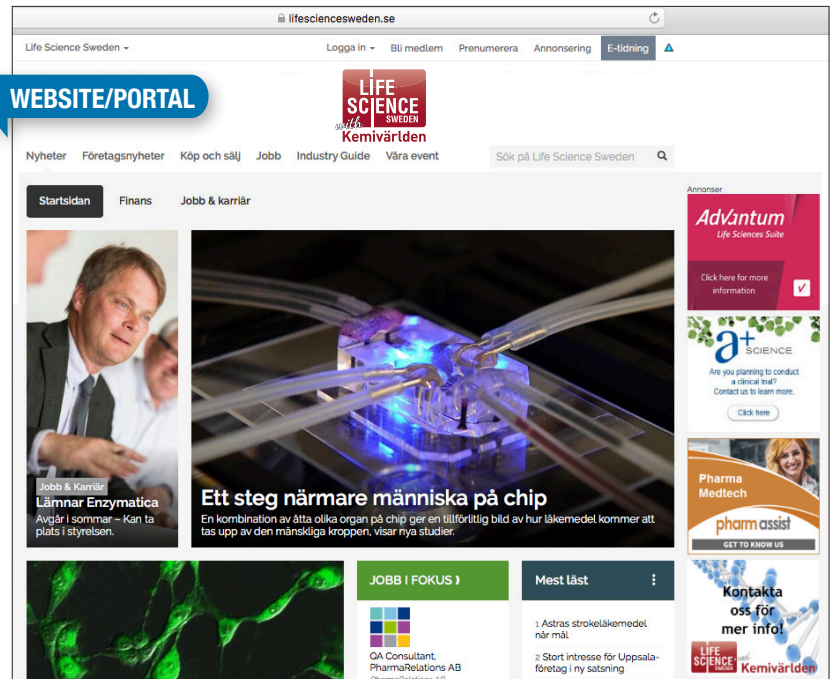 lifesciencesweden.se
Life Science Sweden
Logga in
Bli medlem
Prenumerera
Annonsering
E-tidning
WEBSITE/PORTAL
LIFE
SCIENCE
SWEDEN
with
Kemivärlden
Nyheter
Företagsnyheter
Köp och sälj
Jobb
Industry Guide
Våra event
Sök på Life Science Sweden
Startsidan
Finans
Jobb & karriär
Jobb & Karriär
Lämnar Enzymatica
Avgår i sommar – Kan ta
plats i styrelsen.
Ett steg närmare människa på chip
En kombination av åtta olika organ på chip ger en tillförlitlig bild av hur läkemedel kommer att
tas upp av den mänskliga kroppen, visar nya studier.
JOBB I FOKUS
QA Consultant,
PharmaRelations AB
Mest läst
1 Astras strokeläkemedel
når mål
2 Stort intresse för Uppsala-
företag i ny satsning
Annonser
Advantum
Life Sciences Suite
Click here for more
information
a+
SCIENCE
Are you planning to conduct
a clinical trial?
Contact us to learn more.
Click here
Pharma
Medtech
pharm assist
GET TO KNOW US
Kontakta
oss för
mer info!
LIFE
SCIENCE
with
Kemivärlden